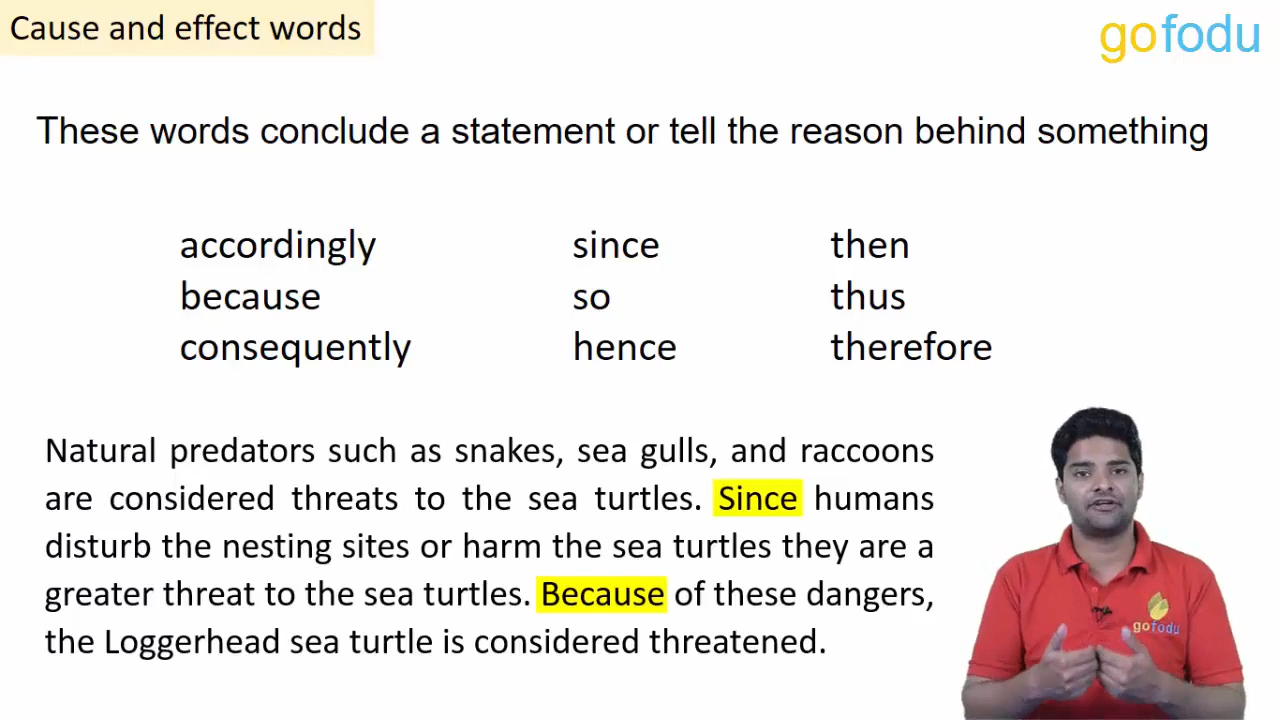 Cause and effect words
gofodu
These words conclude a statement or tell the reason behind something
accordingly since then
because so thus
consequently hence therefore
Natural predators such as snakes, sea gulls, and raccoons
are considered threats to the sea turtles. Since humans
disturb the nesting sites or harm the sea turtles they are a
greater threat to the sea turtles. Because of these dangers,
the Loggerhead sea turtle is considered threatened.
gofodu